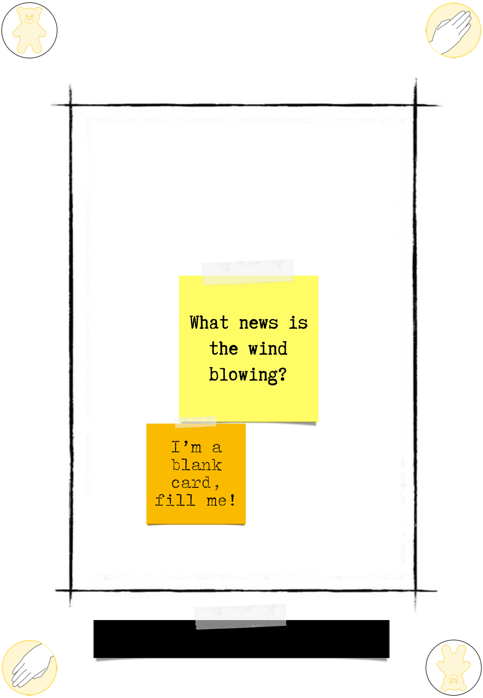 What news is
the wind
blowing?
I'm a
blank
card,
fill me!